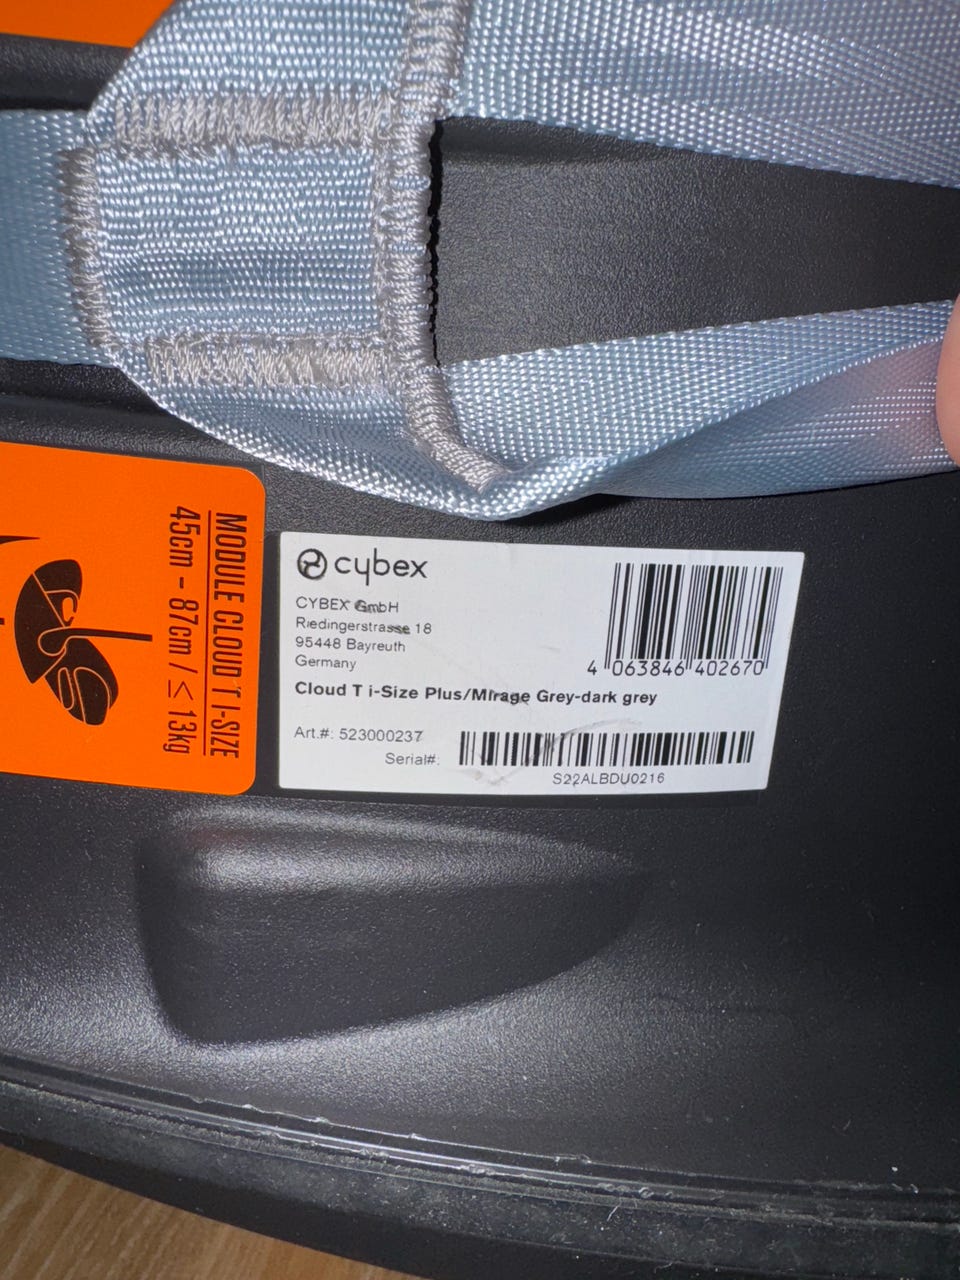 MODULE CLOUD T I-SIZE
45cm - 87cm / ≤ 13kg
cybex
CYBEX GmbH
Riedingerstrasse 18
95448 Bayreuth
Germany
4 063846 402670
Cloud T i-Size Plus/Mirage Grey-dark grey
Art.#: 523000237
Serial#:
S22ALBDU0216